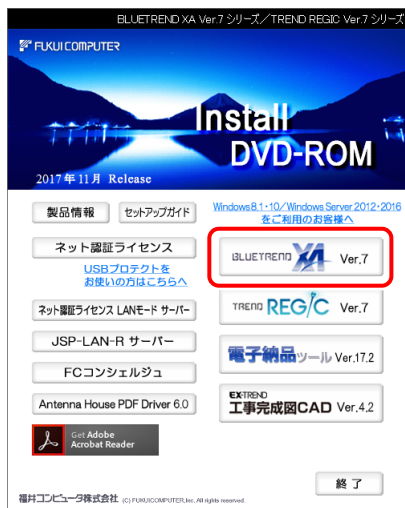 BLUETREND XA Ver.7 シリーズ／TREND REGIC Ver.7 シリーズ
FUKUI COMPUTER
Install
DVD-ROM
2017年11月 Release
製品情報
セットアップガイド
Windows8.1・10／Windows Server 2012・2016
をご利用のお客様へ
ネット認証ライセンス
USBプロテクトを
お使いの方はこちらへ
BLUETREND XA Ver.7
ネット認証ライセンス LANモード サーバー
TREND REGIC Ver.7
JSP-LAN-R サーバー
電子納品ツール Ver.17.2
FCコンシェルジュ
EX-TREND
工事完成図CAD Ver.4.2
Antenna House PDF Driver 6.0
Get Adobe
Acrobat Reader
終 了
福井コンピュータ株式会社 (C) FUKUICOMPUTER,Inc. All rights reserved.